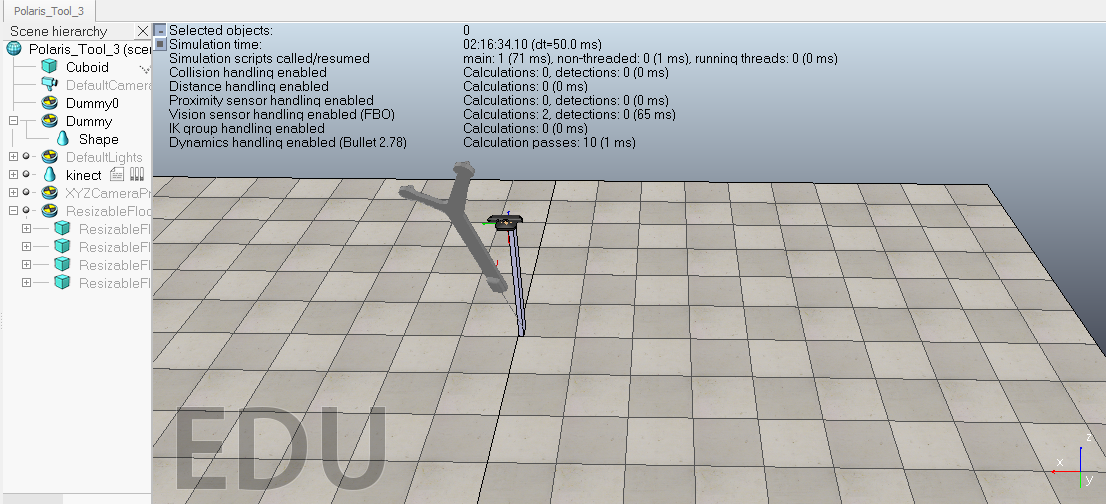 Polaris_Tool_3
Scene hierarchy
Polaris_Tool_3 (scen
Cuboid
DefaultCamera
Dummy0
Dummy
Shape
DefaultLights
kinect
XYZCameraPr
ResizableFloo
ResizableFl
ResizableFl
ResizableFl
ResizableFl
Selected objects: 0
Simulation time: 02:16:34.10 (dt=50.0 ms)
Simulation scripts called/resumed main: 1 (71 ms), non-threaded: 0 (1 ms), running threads: 0 (0 ms)
Collision handling enabled Calculations: 0, detections: 0 (0 ms)
Distance handling enabled Calculations: 0 (0 ms)
Proximity sensor handling enabled Calculations: 0, detections: 0 (0 ms)
Vision sensor handling enabled (FBO) Calculations: 2, detections: 0 (65 ms)
IK group handling enabled Calculations: 0 (0 ms)
Dynamics handling enabled (Bullet 2.78) Calculation passes: 10 (1 ms)
EDU
z
x
y